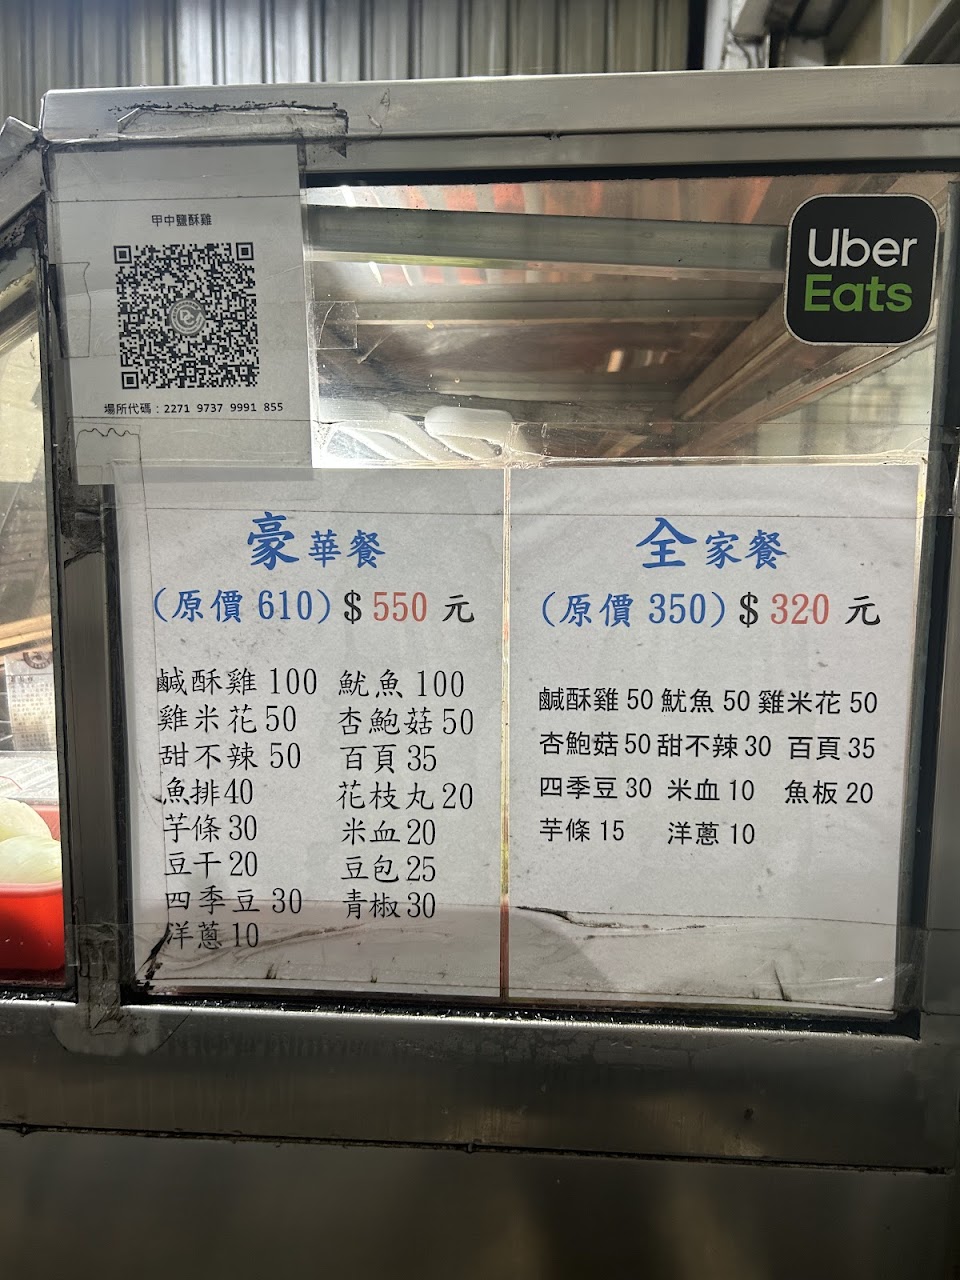 甲中鹽酥雞
場所代碼：2271 9737 9991 855
Uber
Eats
豪華餐
（原價 610）$ 550 元
鹹酥雞 100 魷魚 100
雞米花 50 杏鮑菇 50
甜不辣 50 百頁 35
魚排 40 花枝丸 20
芋條 30 米血 20
豆干 20 豆包 25
四季豆 30 青椒 30
洋蔥 10
全家餐
（原價 350）$ 320 元
鹹酥雞 50 魷魚 50 雞米花 50
杏鮑菇 50 甜不辣 30 百頁 35
四季豆 30 米血 10 魚板 20
芋條 15 洋蔥 10